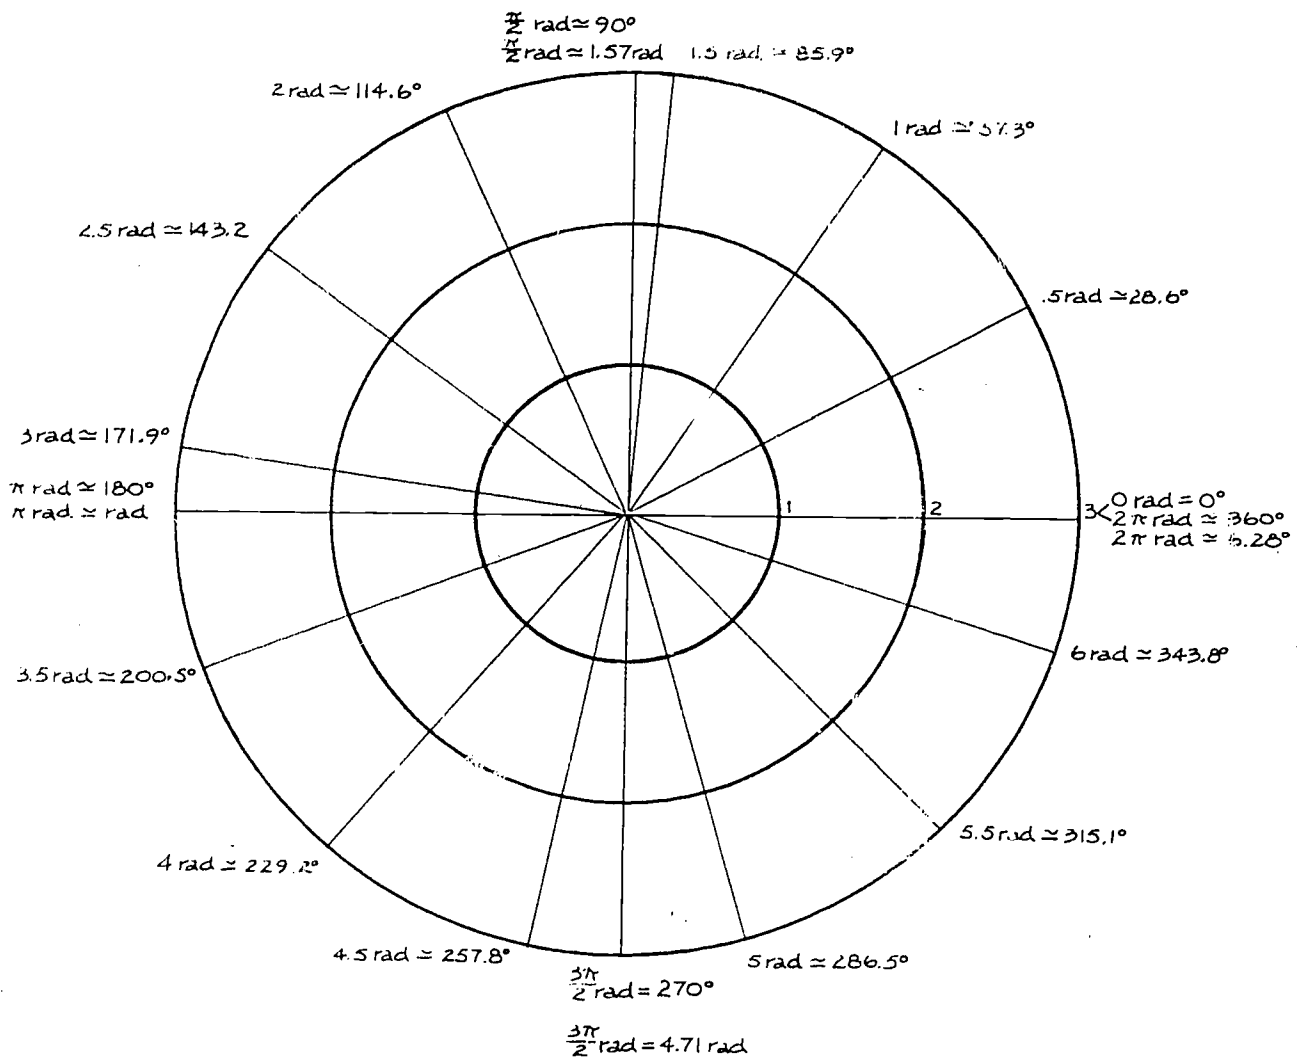 π/2 rad ≃ 90°
π/2 rad ≃ 1.57 rad
1.5 rad. ≃ 85.9°
2 rad ≃ 114.6°
1 rad ≃ 57.3°
2.5 rad ≃ 143.2
.5 rad ≃ 28.6°
3 rad ≃ 171.9°
π rad ≃ 180°
π rad. ≃ rad
1
2
3< 0 rad = 0°
2π rad ≃ 360°
2π rad ≃ 6.28°
3.5 rad ≃ 200.5°
6 rad ≃ 343.8°
4 rad ≃ 229.2°
5.5 rad ≃ 315.1°
4.5 rad ≃ 257.8°
5 rad ≃ 286.5°
3π/2 rad = 270°
3π/2 rad = 4.71 rad